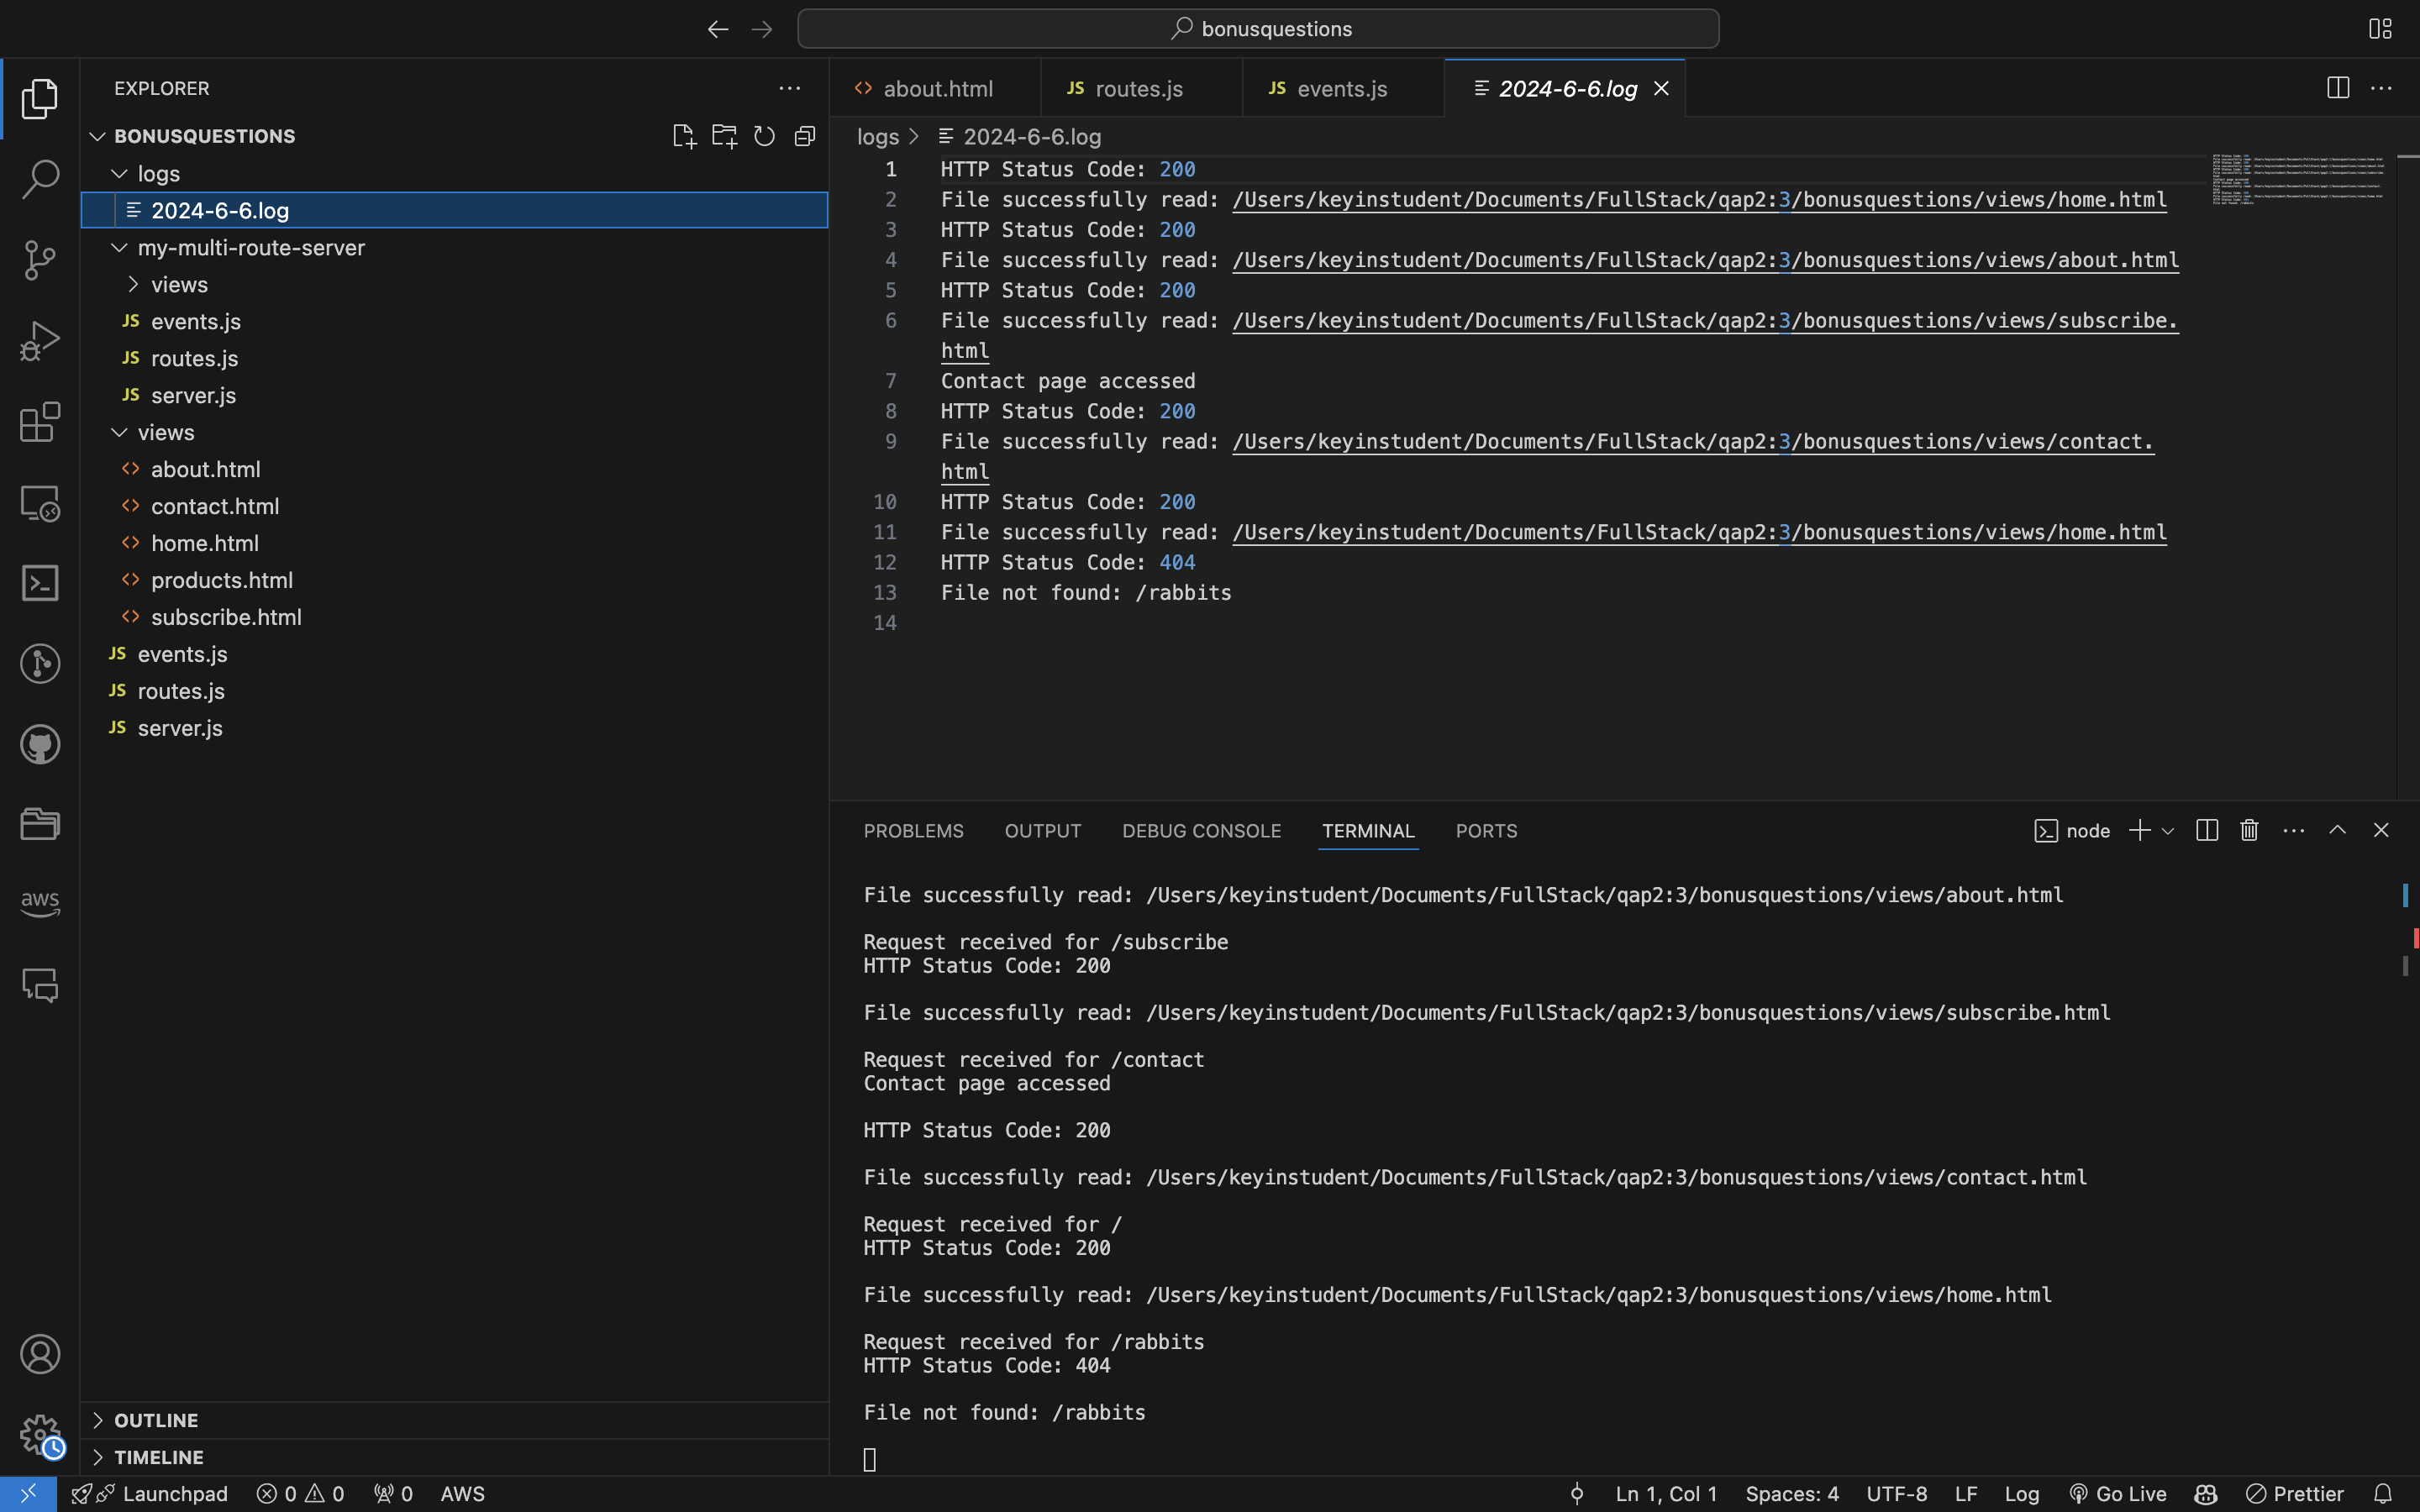 bonusquestions
EXPLORER
BONUSQUESTIONS
logs
2024-6-6.log
my-multi-route-server
views
JS events.js
JS routes.js
JS server.js
views
<> about.html
<> contact.html
<> home.html
<> products.html
<> subscribe.html
JS events.js
JS routes.js
JS server.js
OUTLINE
TIMELINE
aws
<> about.html JS routes.js JS events.js 2024-6-6.log
logs > 2024-6-6.log
1 HTTP Status Code: 200
2 File successfully read: /Users/keyinstudent/Documents/FullStack/qap2:3/bonusquestions/views/home.html
3 HTTP Status Code: 200
4 File successfully read: /Users/keyinstudent/Documents/FullStack/qap2:3/bonusquestions/views/about.html
5 HTTP Status Code: 200
6 File successfully read: /Users/keyinstudent/Documents/FullStack/qap2:3/bonusquestions/views/subscribe.
html
7 Contact page accessed
8 HTTP Status Code: 200
9 File successfully read: /Users/keyinstudent/Documents/FullStack/qap2:3/bonusquestions/views/contact.
html
10 HTTP Status Code: 200
11 File successfully read: /Users/keyinstudent/Documents/FullStack/qap2:3/bonusquestions/views/home.html
12 HTTP Status Code: 404
13 File not found: /rabbits
14
PROBLEMS OUTPUT DEBUG CONSOLE TERMINAL PORTS node
File successfully read: /Users/keyinstudent/Documents/FullStack/qap2:3/bonusquestions/views/about.html
Request received for /subscribe
HTTP Status Code: 200
File successfully read: /Users/keyinstudent/Documents/FullStack/qap2:3/bonusquestions/views/subscribe.html
Request received for /contact
Contact page accessed
HTTP Status Code: 200
File successfully read: /Users/keyinstudent/Documents/FullStack/qap2:3/bonusquestions/views/contact.html
Request received for /
HTTP Status Code: 200
File successfully read: /Users/keyinstudent/Documents/FullStack/qap2:3/bonusquestions/views/home.html
Request received for /rabbits
HTTP Status Code: 404
File not found: /rabbits
Launchpad 0 0 0 AWS Ln 1, Col 1 Spaces: 4 UTF-8 LF Log Go Live Prettier